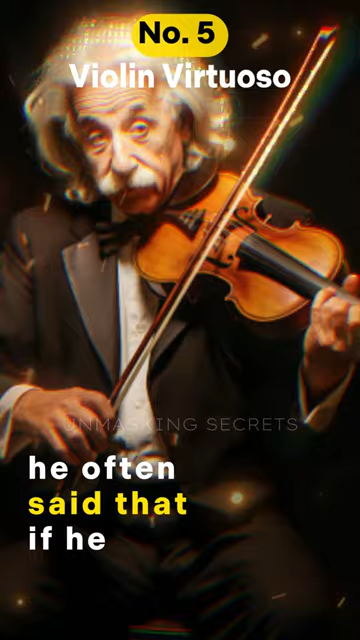 No. 5
Violin Virtuoso
UNMASKING SECRETS
he often
said that
if he